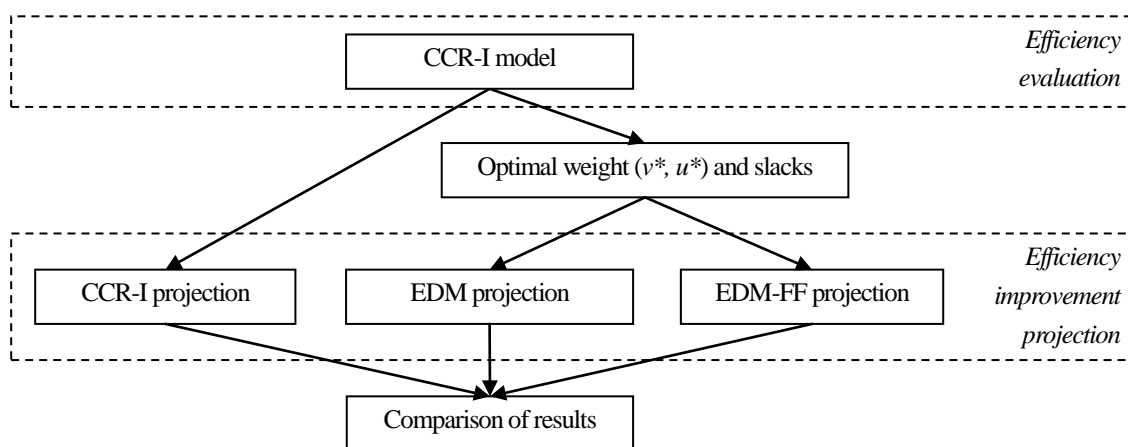 CCR-I model
Efficiency
evaluation
Optimal weight (v*, u*) and slacks
CCR-I projection
EDM projection
EDM-FF projection
Efficiency
improvement
projection
Comparison of results